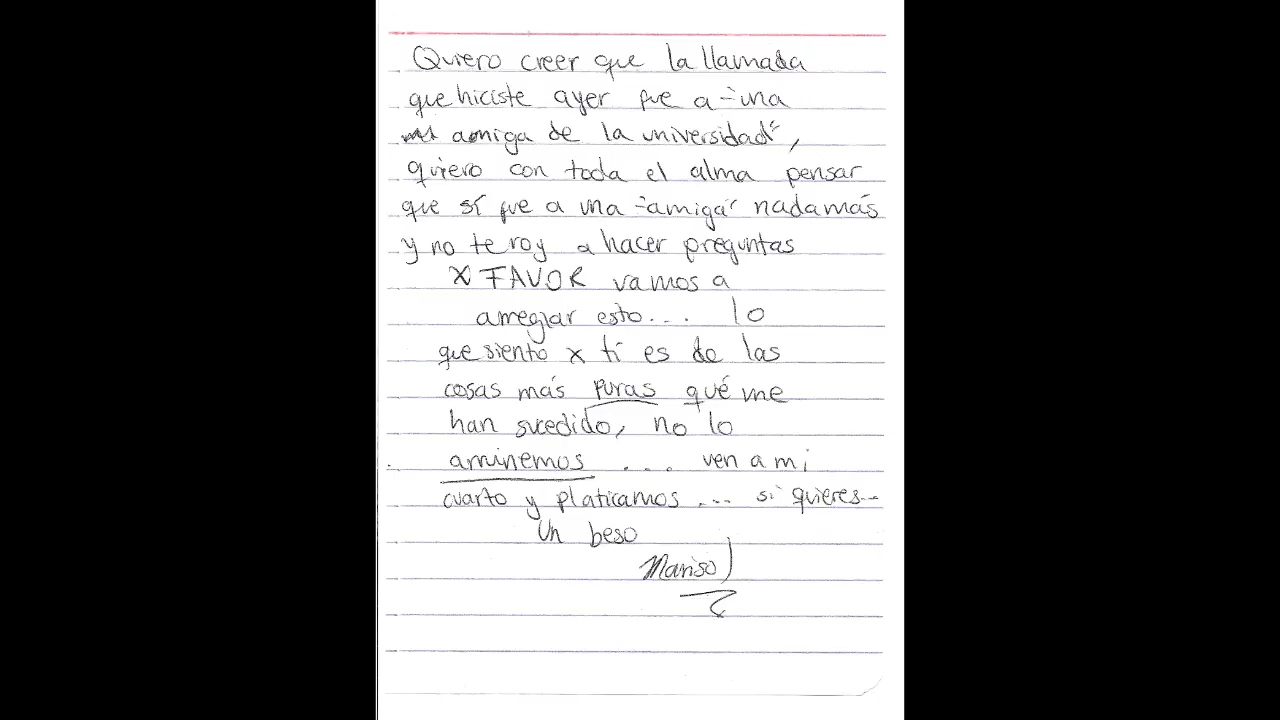 Quiero creer que la llamada
que hiciste ayer fue a "una
amiga de la universidad",
quiero con toda el alma pensar
que sí fue a una "amiga" nadamás
y no te voy a hacer preguntas
X FAVOR vamos a
arreglar esto... lo
que siento x tí es de las
cosas más puras qué me
han sucedido, no lo
arruinemos ... ven a mi
cuarto y platicamos ... si quieres...
Un beso
Marisol